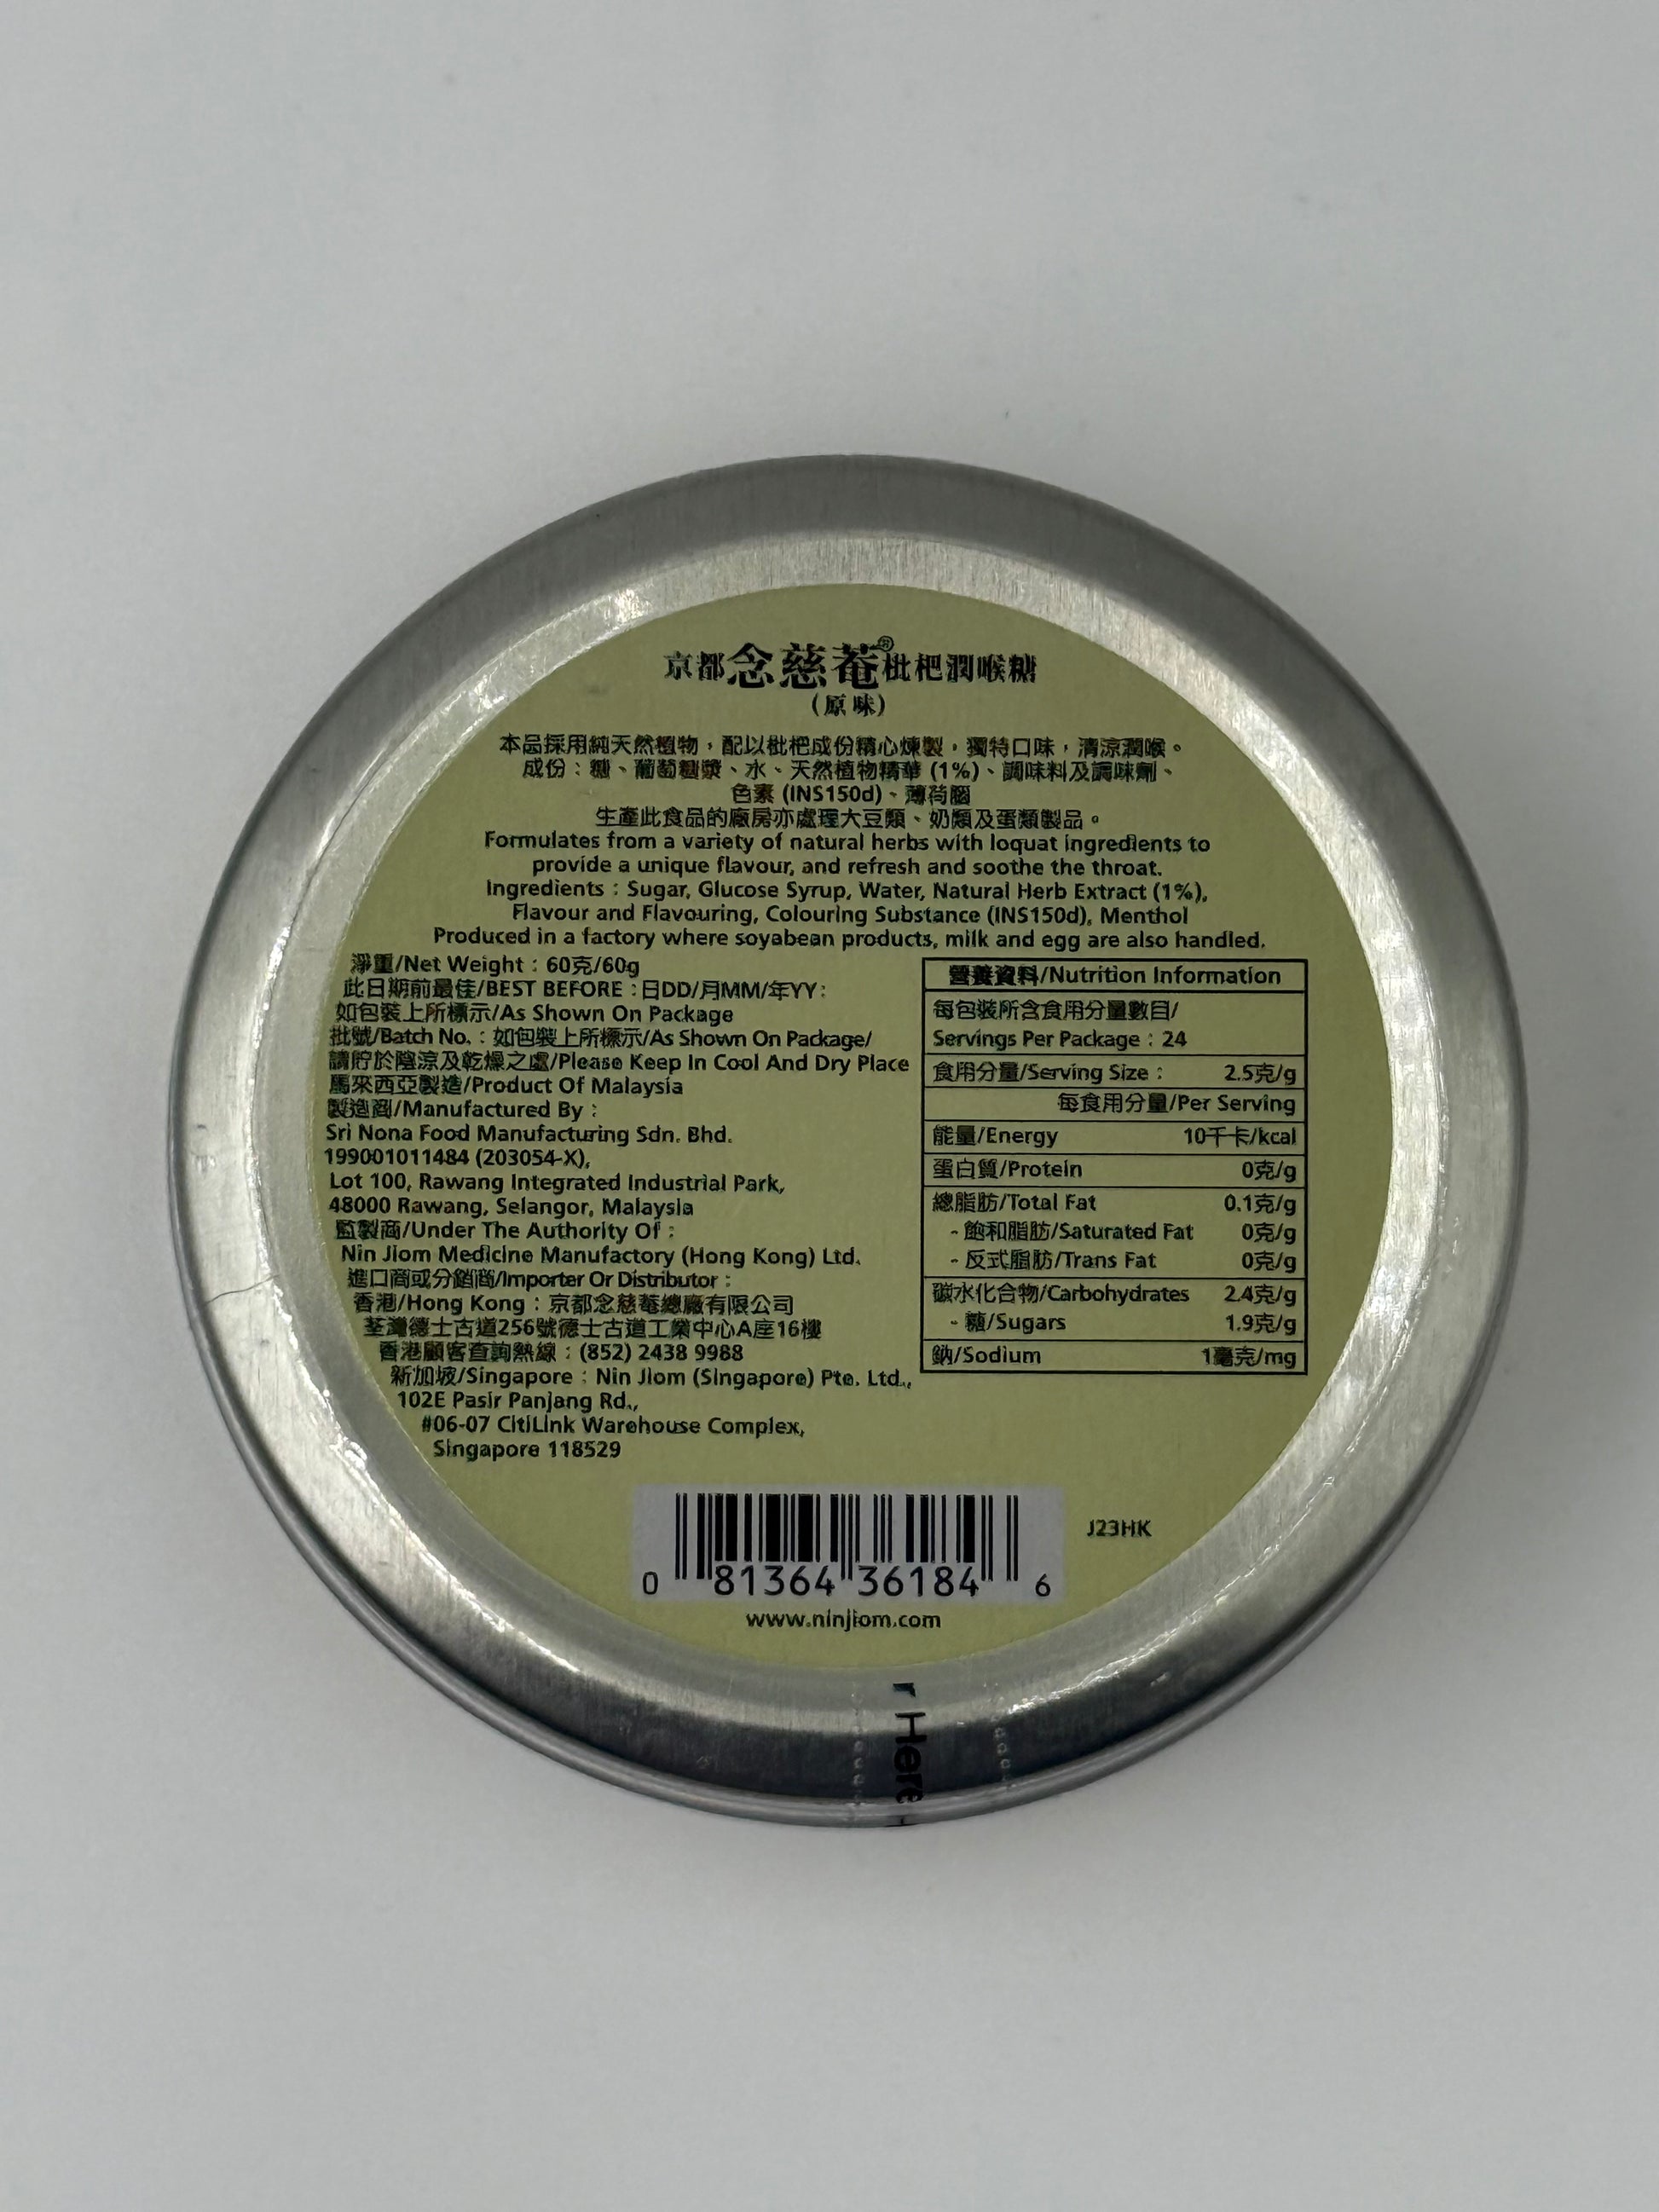 京都念慈菴®枇杷潤喉糖
(原味)
本品採用純天然植物，配以枇杷成份精心煉製，獨特口味，清涼潤喉。
成份：糖、葡萄糖漿、水、天然植物精華 (1%)、調味料及調味劑、
色素 (INS150d)、薄荷腦
生產此食品的廠房亦處理大豆類、奶類及蛋類製品。
Formulates from a variety of natural herbs with loquat ingredients to
provide a unique flavour, and refresh and soothe the throat.
Ingredients : Sugar, Glucose Syrup, Water, Natural Herb Extract (1%),
Flavour and Flavouring, Colouring Substance (INS150d), Menthol
Produced in a factory where soyabean products, milk and egg are also handled.
淨重/Net Weight : 60克/60g
此日期前最佳/BEST BEFORE :日DD/月MM/年YY:
如包裝上所標示/As Shown On Package
批號/Batch No. : 如包裝上所標示/As Shown On Package/
請貯於陰涼及乾燥之處/Please Keep In Cool And Dry Place
馬來西亞製造/Product Of Malaysia
製造商/Manufactured By :
Sri Nona Food Manufacturing Sdn. Bhd.
199001011484 (203054-X),
Lot 100, Rawang Integrated Industrial Park,
48000 Rawang, Selangor, Malaysia
監製商/Under The Authority Of :
Nin Jiom Medicine Manufactory (Hong Kong) Ltd.
進口商或分銷商/Importer Or Distributor :
香港/Hong Kong : 京都念慈菴總廠有限公司
荃灣德士古道256號德士古道工業中心A座16樓
香港顧客查詢熱線 : (852) 2438 9988
新加坡/Singapore : Nin Jiom (Singapore) Pte. Ltd.,
102E Pasir Panjang Rd.,
#06-07 CitiLink Warehouse Complex,
Singapore 118529
營養資料/Nutrition Information
每包裝所含食用分量數目/
Servings Per Package : 24
食用分量/Serving Size : 2.5克/g
每食用分量/Per Serving
能量/Energy 10千卡/kcal
蛋白質/Protein 0克/g
總脂肪/Total Fat 0.1克/g
- 飽和脂肪/Saturated Fat 0克/g
- 反式脂肪/Trans Fat 0克/g
碳水化合物/Carbohydrates 2.4克/g
- 糖/Sugars 1.9克/g
鈉/Sodium 1毫克/mg
0 81364 36184 6
J23HK
www.ninjiom.com
r Here